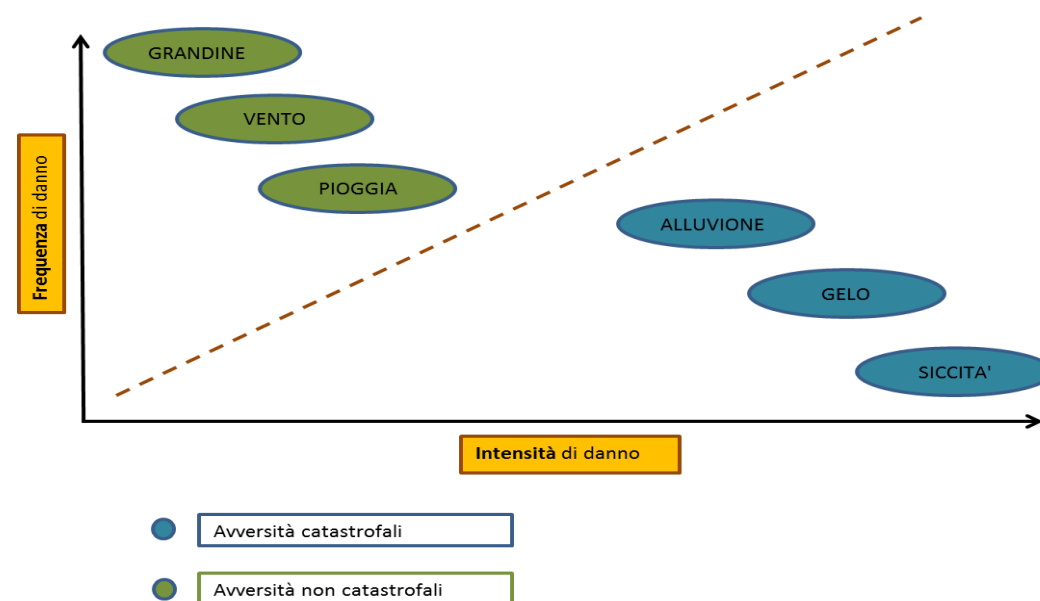 GRANDINE
VENTO
PIOGGIA
Frequenza di danno
ALLUVIONE
GELO
SICCITA'
Intensità di danno
Avversità catastrofali
Avversità non catastrofali